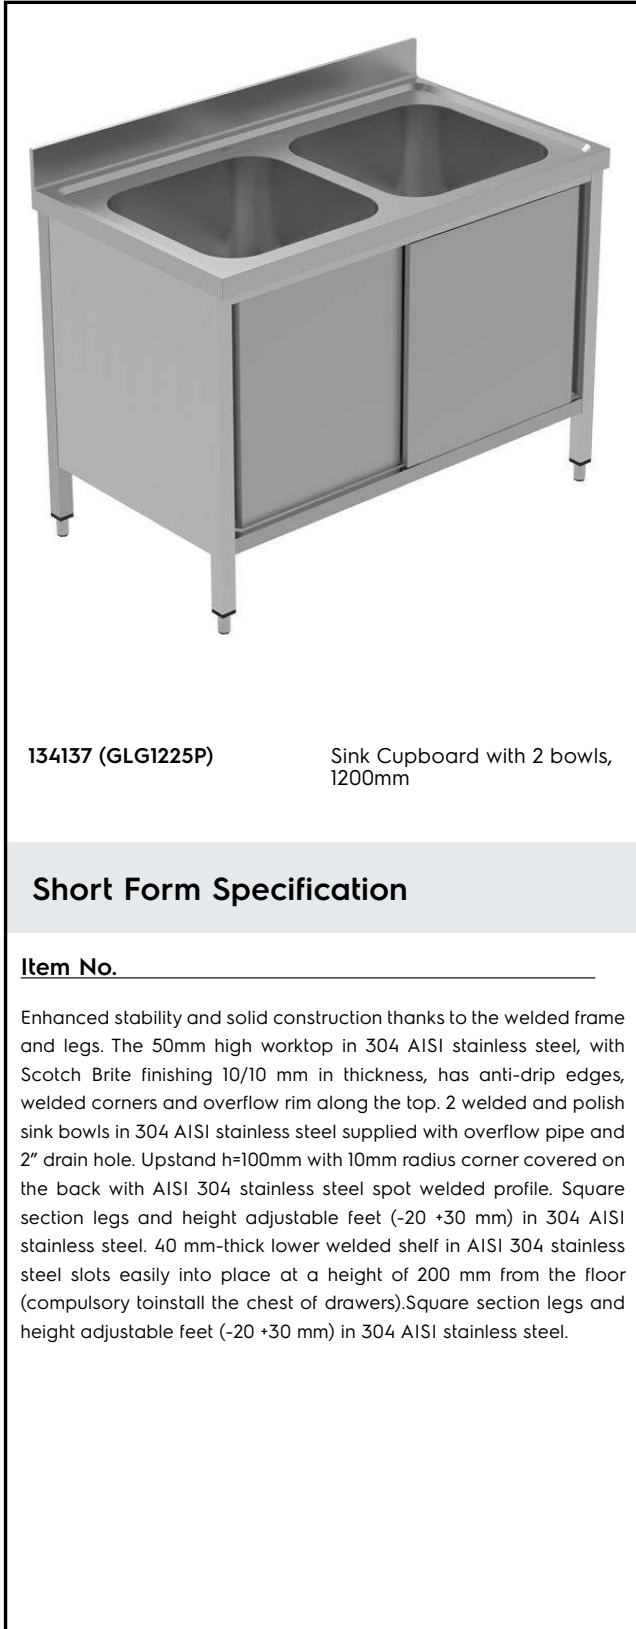 134137 (GLG1225P)
Sink Cupboard with 2 bowls,
1200mm
Short Form Specification
Item No.
Enhanced stability and solid construction thanks to the welded frame
and legs. The 50mm high worktop in 304 AISI stainless steel, with
Scotch Brite finishing 10/10 mm in thickness, has anti-drip edges,
welded corners and overflow rim along the top. 2 welded and polish
sink bowls in 304 AISI stainless steel supplied with overflow pipe and
2” drain hole. Upstand h=100mm with 10mm radius corner covered on
the back with AISI 304 stainless steel spot welded profile. Square
section legs and height adjustable feet (-20 +30 mm) in 304 AISI
stainless steel. 40 mm-thick lower welded shelf in AISI 304 stainless
steel slots easily into place at a height of 200 mm from the floor
(compulsory toinstall the chest of drawers).Square section legs and
height adjustable feet (-20 +30 mm) in 304 AISI stainless steel.